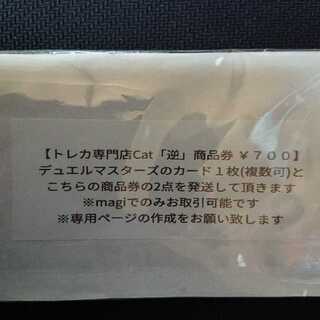 【トレカ専門店Cat「逆」商品券 ￥７００】
デュエルマスターズのカード１枚(複数可)と
こちらの商品券の2点を発送して頂きます
※magiでのみお取引可能です
※専用ページの作成をお願い致します